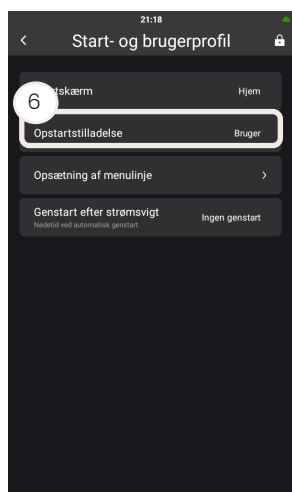 21:18
Start- og brugerprofil
tskærm Hjem
6
Opstartstilladelse Bruger
Opsætning af menulinje
Genstart efter strømsvigt Ingen genstart
Nedetid ved automatisk genstart